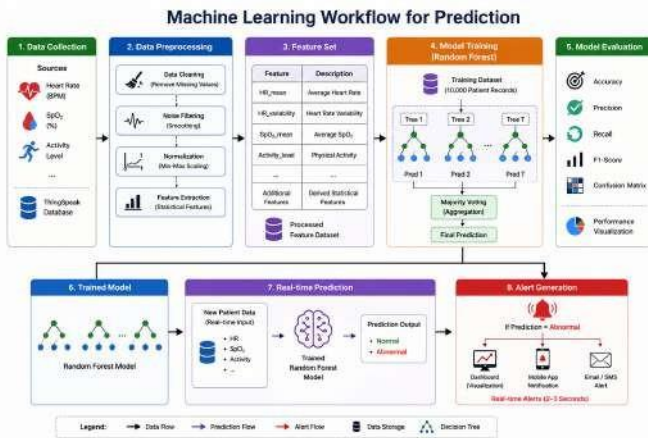 Machine Learning Workflow for Prediction
1. Data Collection
Sources
Heart Rate
(BPM)
SpO₂
(%)
Activity
Level
...
ThingSpeak
Database
2. Data Preprocessing
Data Cleaning
(Remove Missing Values)
Noise Filtering
(Smoothing)
Normalization
(Min-Max Scaling)
Feature Extraction
(Statistical Features)
3. Feature Set
Feature Description
HR_mean Average Heart Rate
HR_variability Heart Rate Variability
SpO₂_mean Average SpO₂
Activity_level Physical Activity
... ...
Additional Derived Statistical
Features Features
Processed
Feature Dataset
4. Model Training
(Random Forest)
Training Dataset
(10,000 Patient Records)
Tree 1 Tree 2 Tree T
...
Pred 1 Pred 2 Pred T
Majority Voting
(Aggregation)
Final Prediction
5. Model Evaluation
Accuracy
Precision
Recall
F1-Score
Confusion Matrix
Performance
Visualization
6. Trained Model
...
Random Forest Model
7. Real-time Prediction
New Patient Data
(Real-time Input)
• HR
• SpO₂
• Activity
• ...
Trained
Random Forest
Model
Prediction Output
• Normal
• Abnormal
8. Alert Generation
If Prediction = Abnormal
Dashboard
(Visualization)
Mobile App
Notification
Email / SMS
Alert
Real-time Alerts (2-3 Seconds)
Legend: Data Flow Prediction Flow Alert Flow Data Storage Decision Tree